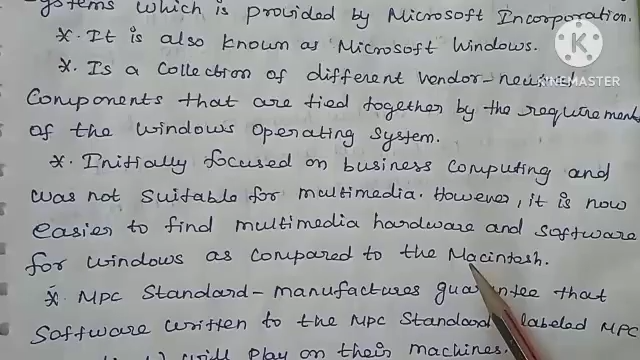 systems which is provided by Microsoft Incorporation.
*. It is also known as Microsoft Windows.
*. Is a collection of different vendor-neutral
Components that are tied together by the requirements
of the windows operating system.
*. Initially focused on business computing and
was not suitable for multimedia. However, it is now
easier to find multimedia hardware and software
for windows as compared to the Macintosh.
*. MPC Standard - manufactures guarantee that
Software written to the MPC Standard labeled MPC
will play on their machines.
K
KINEMASTER